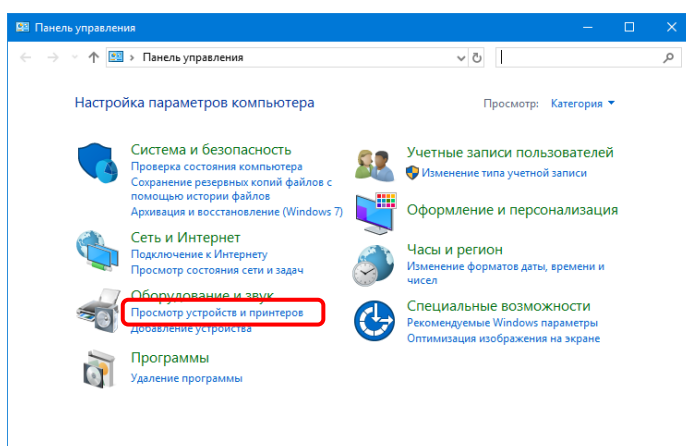 Панель управления
Панель управления
Настройка параметров компьютера
Просмотр: Категория
Система и безопасность
Проверка состояния компьютера
Сохранение резервных копий файлов с
помощью истории файлов
Архивация и восстановление (Windows 7)
Сеть и Интернет
Подключение к Интернету
Просмотр состояния сети и задач
Оборудование и звук
Просмотр устройств и принтеров
Добавление устройства
Программы
Удаление программы
Учетные записи пользователей
Изменение типа учетной записи
Оформление и персонализация
Часы и регион
Изменение форматов даты, времени и
чисел
Специальные возможности
Рекомендуемые Windows параметры
Оптимизация изображения на экране